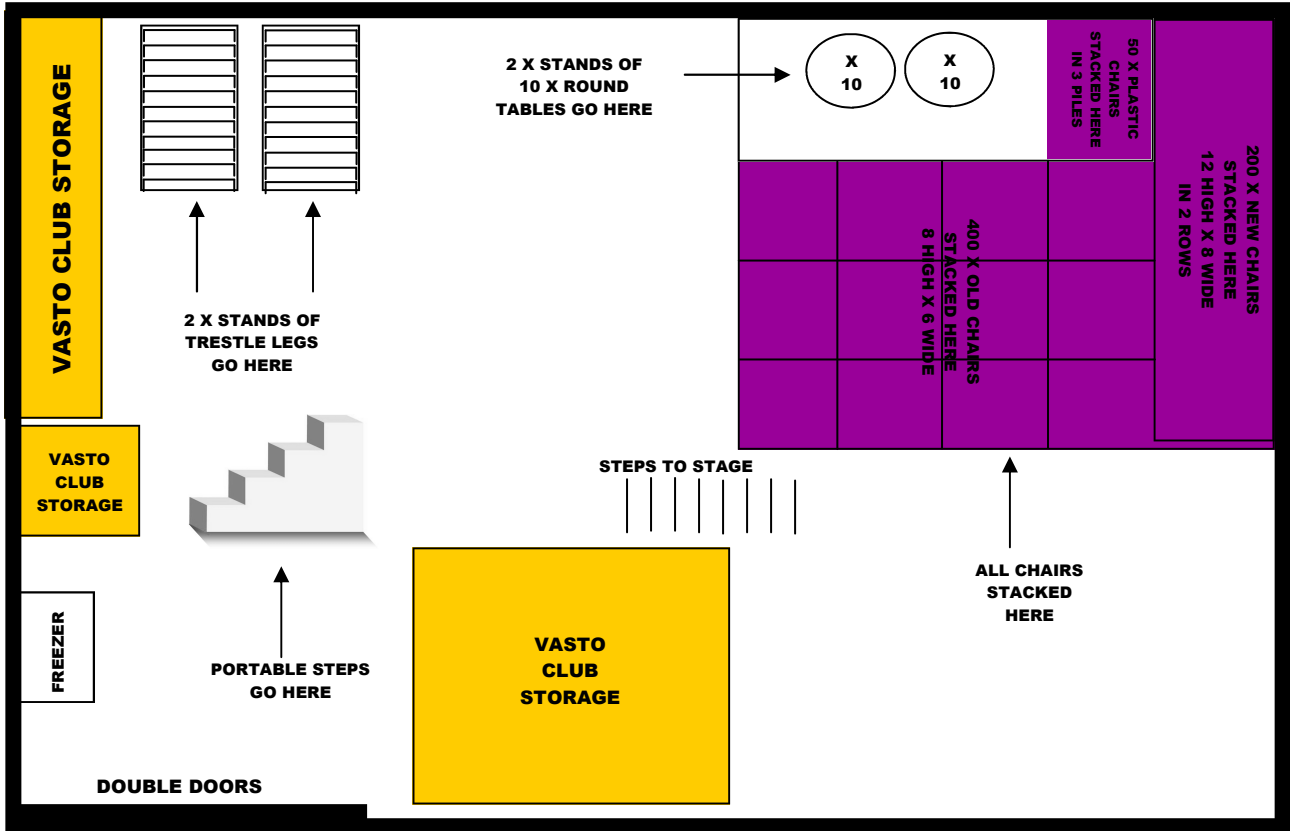 VASTO CLUB STORAGE
2 X STANDS OF
10 X ROUND
TABLES GO HERE
X
10
X
10
50 X PLASTIC
CHAIRS
STACKED HERE
IN 3 PILES
200 X NEW CHAIRS
STACKED HERE
12 HIGH X 8 WIDE
IN 2 ROWS
400 X OLD CHAIRS
STACKED HERE
8 HIGH X 6 WIDE
2 X STANDS OF
TRESTLE LEGS
GO HERE
VASTO
CLUB
STORAGE
STEPS TO STAGE
ALL CHAIRS
STACKED
HERE
FREEZER
PORTABLE STEPS
GO HERE
VASTO
CLUB
STORAGE
DOUBLE DOORS